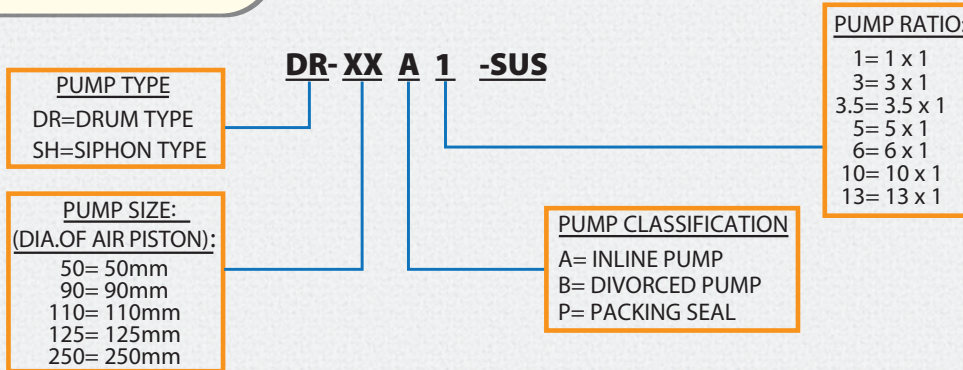 DR-XX A 1 -SUS
PUMP TYPE
DR=DRUM TYPE
SH=SIPHON TYPE
PUMP SIZE:
(DIA.OF AIR PISTON):
50= 50mm
90= 90mm
110= 110mm
125= 125mm
250= 250mm
PUMP CLASSIFICATION
A= INLINE PUMP
B= DIVORCED PUMP
P= PACKING SEAL
PUMP RATIO:
1= 1 x 1
3= 3 x 1
3.5= 3.5 x 1
5= 5 x 1
6= 6 x 1
10= 10 x 1
13= 13 x 1